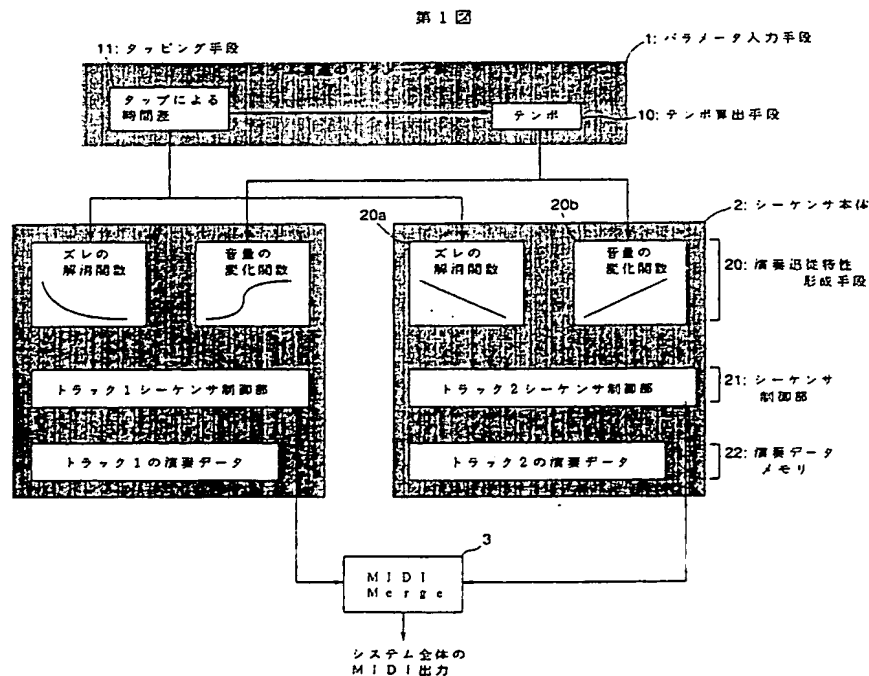 第1図
11: タッピング手段
1: パラメータ入力手段
タップによる
時間差
テンポ
10: テンポ算出手段
2: シーケンサ本体
20a
20b
ズレの
解消関数
音量の
変化関数
ズレの
解消関数
音量の
変化関数
20: 演奏追従特性
形成手段
トラック1シーケンサ制御部
トラック2シーケンサ制御部
21: シーケンサ
制御部
トラック1の演奏データ
トラック2の演奏データ
22: 演奏データ
メモリ
3
MIDI
Merge
システム全体の
MIDI出力